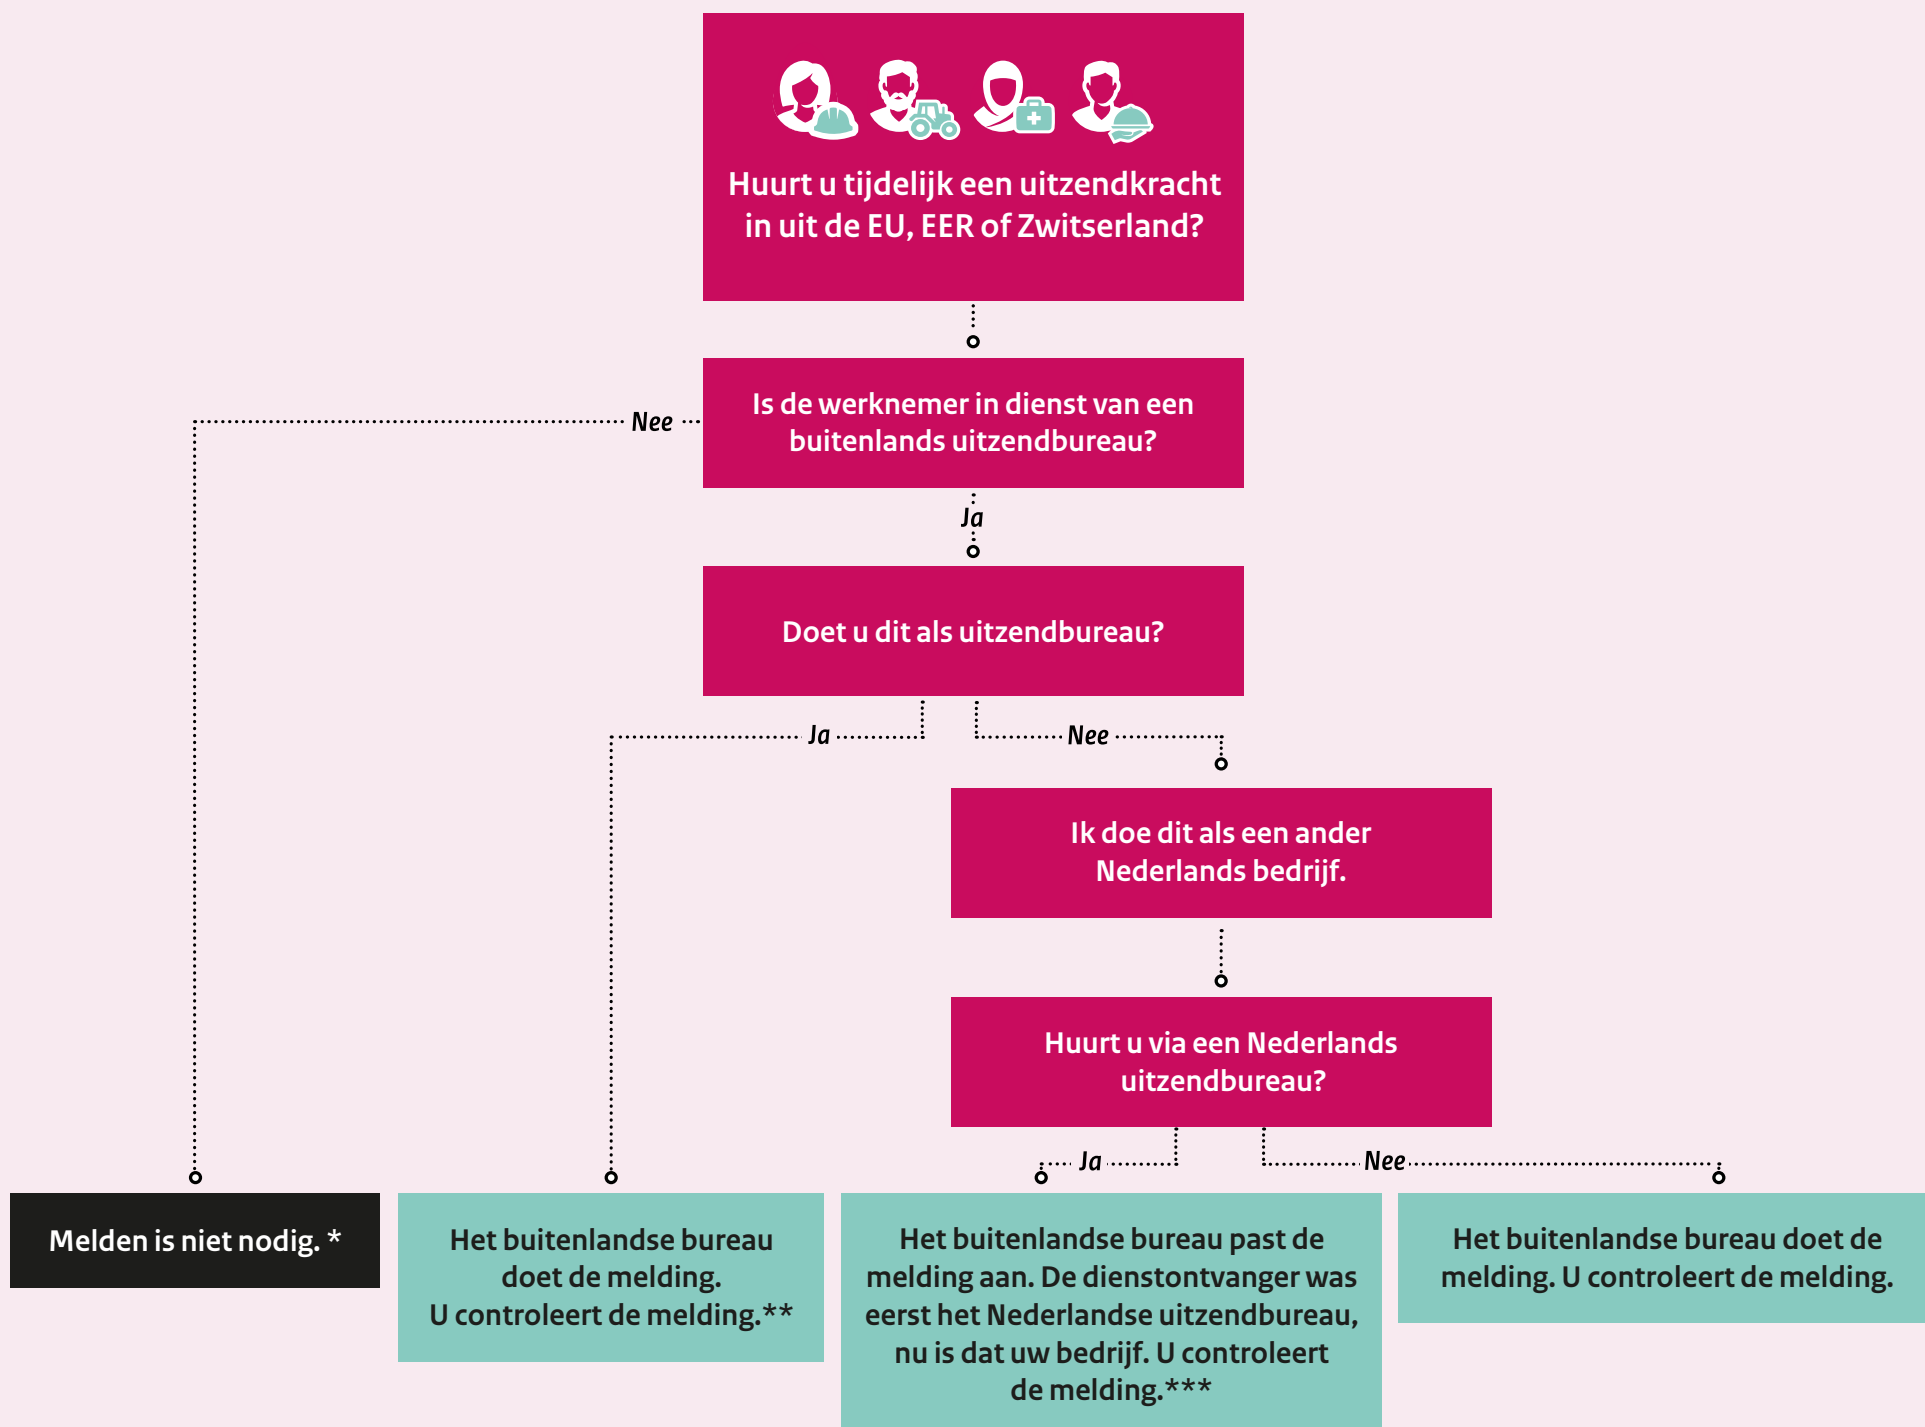 Huurt u tijdelijk een uitzendkracht
in uit de EU, EER of Zwitserland?
Nee
Is de werknemer in dienst van een
buitenlands uitzendbureau?
Ja
Doet u dit als uitzendbureau?
Ja
Nee
Ik doe dit als een ander
Nederlands bedrijf.
Huurt u via een Nederlands
uitzendbureau?
Ja
Nee
Melden is niet nodig. *
Het buitenlandse bureau
doet de melding.
U controleert de melding.**
Het buitenlandse bureau past de
melding aan. De dienstontvanger was
eerst het Nederlandse uitzendbureau,
nu is dat uw bedrijf. U controleert
de melding.***
Het buitenlandse bureau doet de
melding. U controleert de melding.